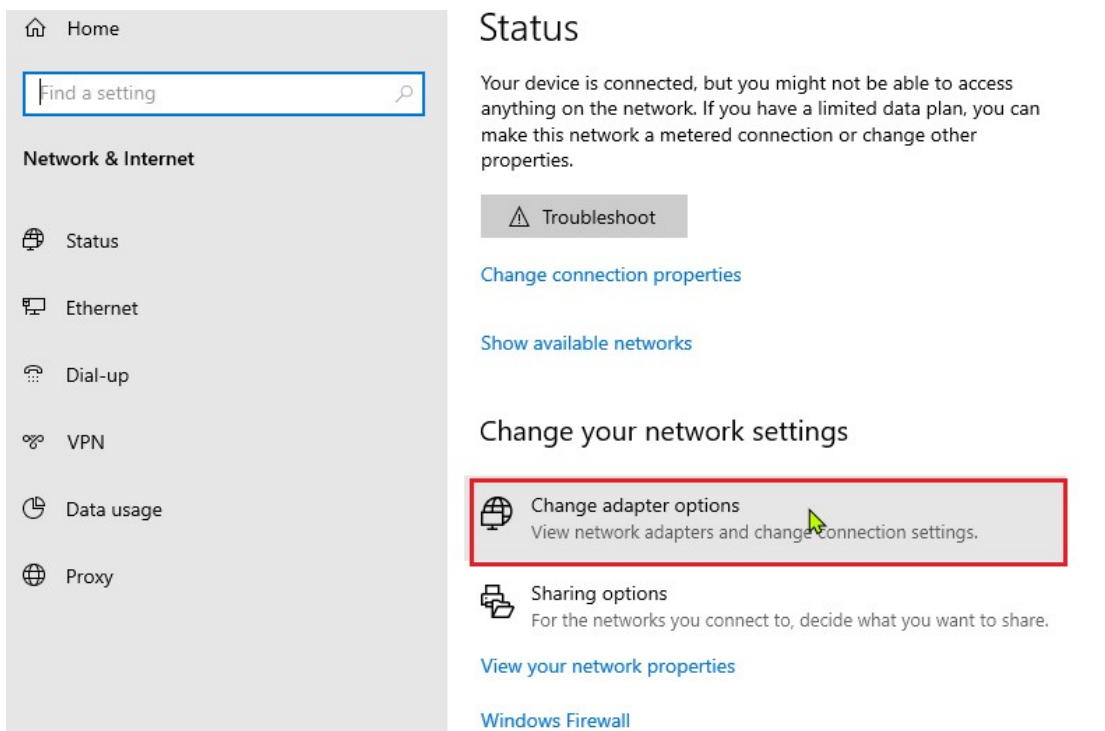 Home
Find a setting
Network & Internet
Status
Ethernet
Dial-up
VPN
Data usage
Proxy
Status
Your device is connected, but you might not be able to access
anything on the network. If you have a limited data plan, you can
make this network a metered connection or change other
properties.
Troubleshoot
Change connection properties
Show available networks
Change your network settings
Change adapter options
View network adapters and change connection settings.
Sharing options
For the networks you connect to, decide what you want to share.
View your network properties
Windows Firewall